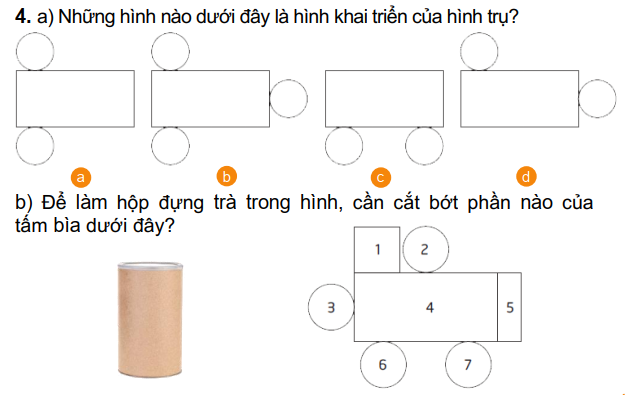 4. a) Những hình nào dưới đây là hình khai triển của hình trụ?
a
b
c
d
b) Để làm hộp đựng trà trong hình, cần cắt bớt phần nào của
tấm bìa dưới đây?
1
2
3
4
5
6
7